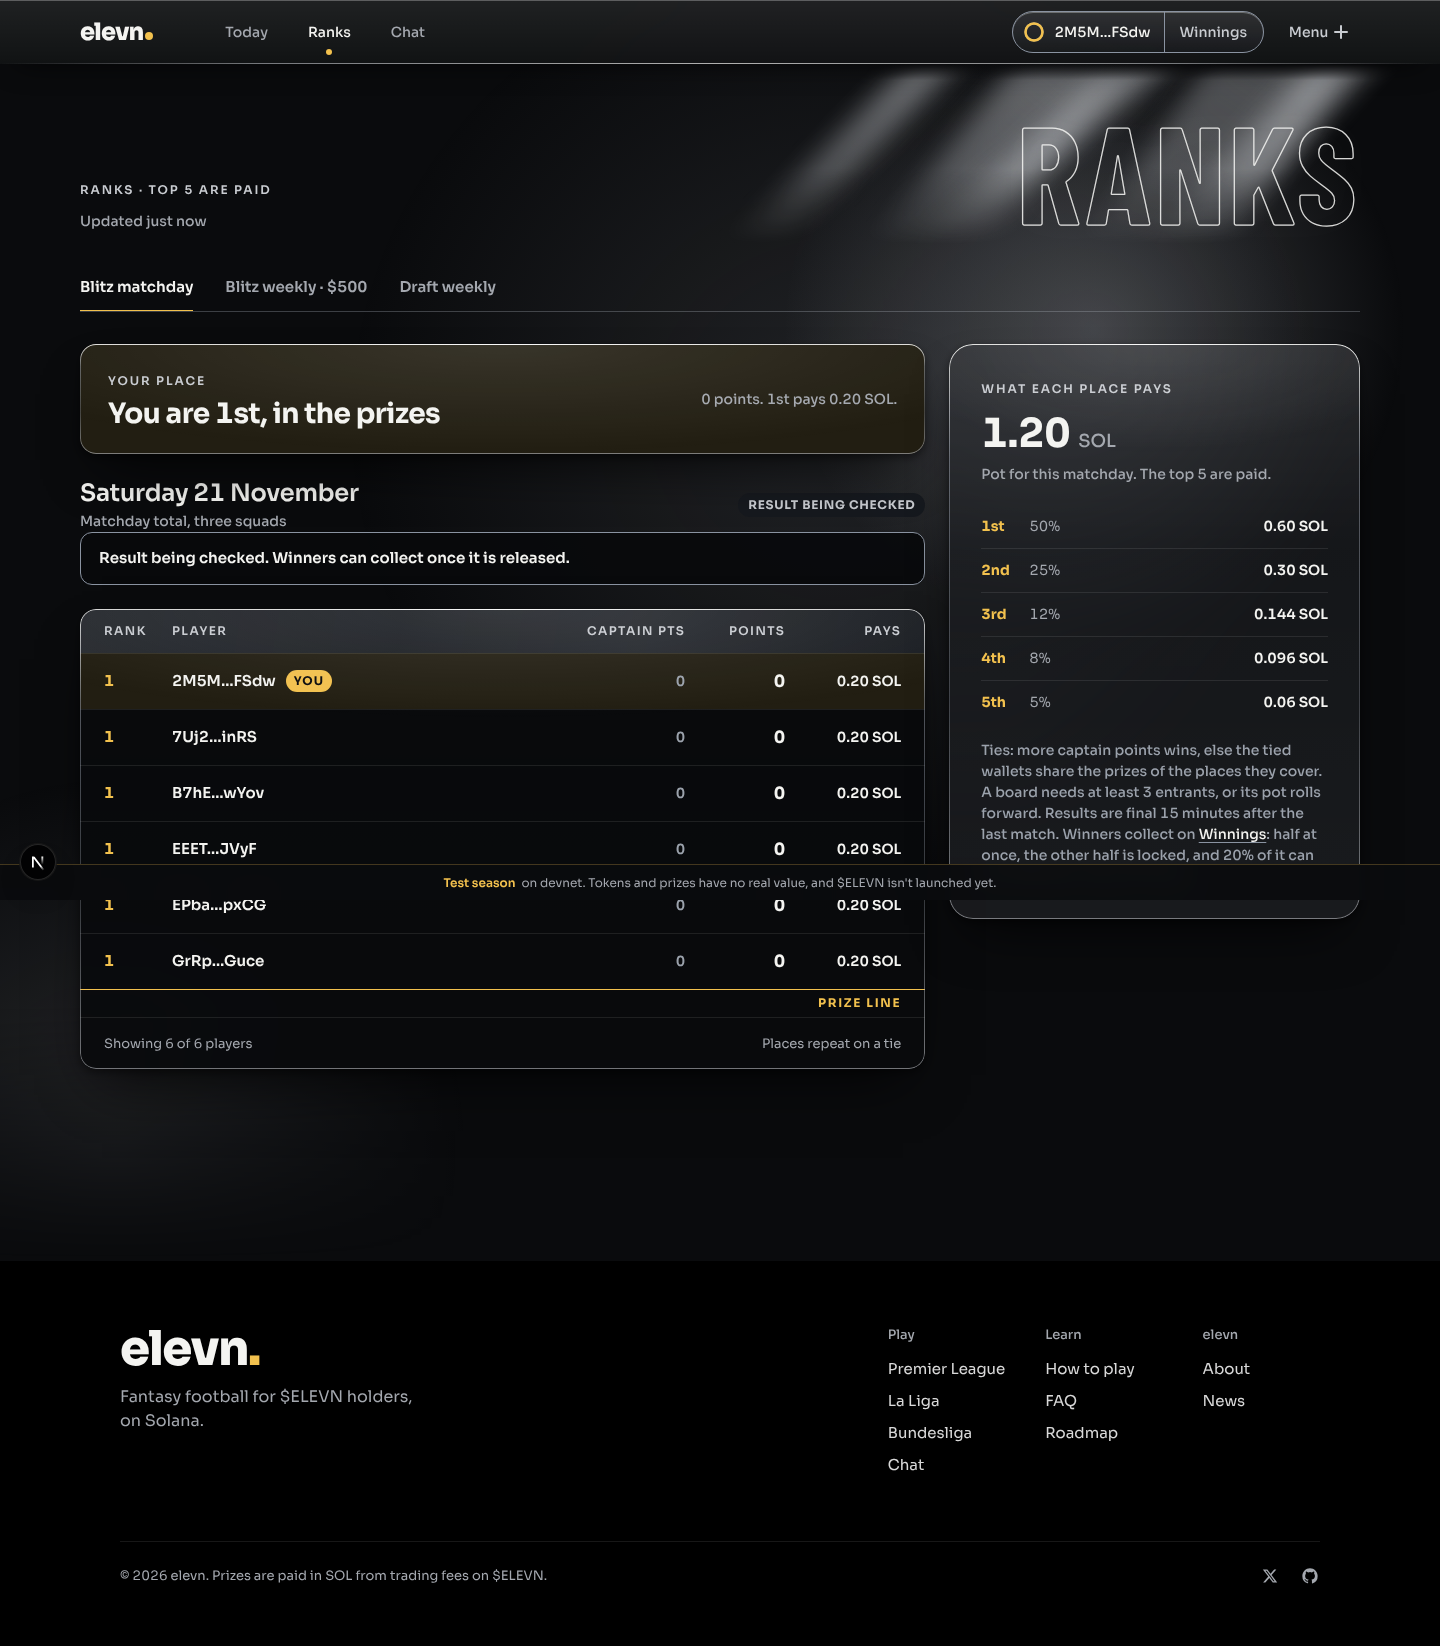 elevn.
Today
Ranks
Chat
2M5M...FSdw
Winnings
Menu
RANKS
RANKS · TOP 5 ARE PAID
Updated just now
Blitz matchday
Blitz weekly · $500
Draft weekly
YOUR PLACE
You are 1st, in the prizes
0 points. 1st pays 0.20 SOL.
Saturday 21 November
Matchday total, three squads
RESULT BEING CHECKED
Result being checked. Winners can collect once it is released.
RANK PLAYER CAPTAIN PTS POINTS PAYS
1 2M5M...FSdw YOU 0 0 0.20 SOL
1 7Uj2...inRS 0 0 0.20 SOL
1 B7hE...wYov 0 0 0.20 SOL
1 EEET...JVyF 0 0 0.20 SOL
1 EPba...pxCG 0 0 0.20 SOL
1 GrRp...Guce 0 0 0.20 SOL
PRIZE LINE
Showing 6 of 6 players
Places repeat on a tie
WHAT EACH PLACE PAYS
1.20 SOL
Pot for this matchday. The top 5 are paid.
1st 50% 0.60 SOL
2nd 25% 0.30 SOL
3rd 12% 0.144 SOL
4th 8% 0.096 SOL
5th 5% 0.06 SOL
Ties: more captain points wins, else the tied
wallets share the prizes of the places they cover.
A board needs at least 3 entrants, or its pot rolls
forward. Results are final 15 minutes after the
last match. Winners collect on Winnings: half at
once, the other half is locked, and 20% of it can
N
Test season on devnet. Tokens and prizes have no real value, and $ELEVN isn't launched yet.
elevn.
Fantasy football for $ELEVN holders,
on Solana.
Play
Premier League
La Liga
Bundesliga
Chat
Learn
How to play
FAQ
Roadmap
elevn
About
News
© 2026 elevn. Prizes are paid in SOL from trading fees on $ELEVN.